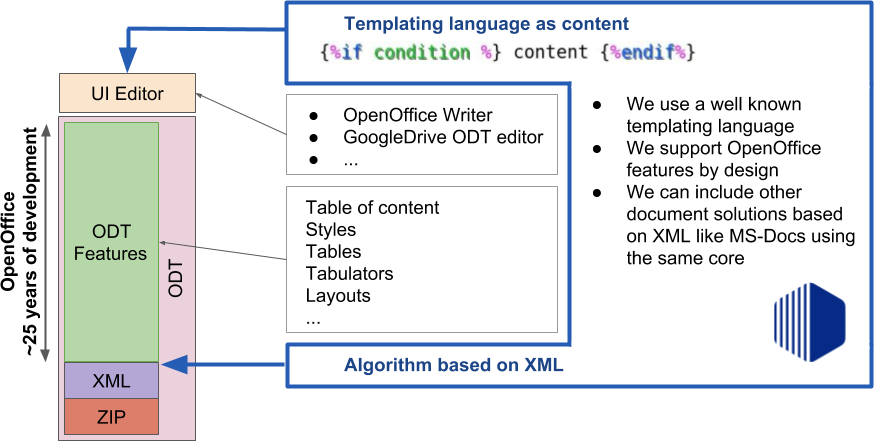 Templating language as content
{%if condition %} content {%endif%}
UI Editor
● OpenOffice Writer
● GoogleDrive ODT editor
● ...
● We use a well known
templating language
● We support OpenOffice
features by design
● We can include other
document solutions based
on XML like MS-Docs using
the same core
OpenOffice
~25 years of development
ODT
Features
ODT
Table of content
Styles
Tables
Tabulators
Layouts
...
Algorithm based on XML
XML
ZIP